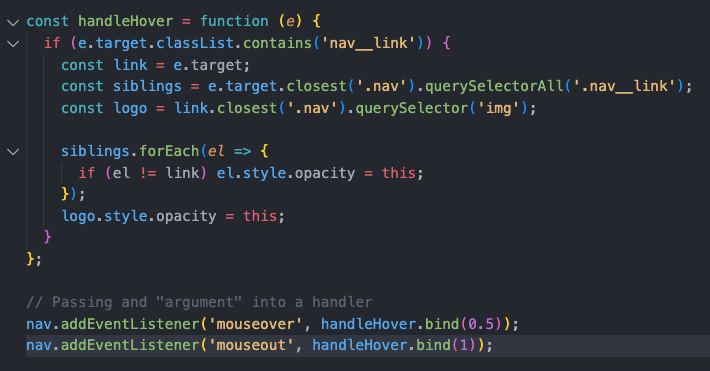 const handleHover = function (e) {
  if (e.target.classList.contains('nav__link')) {
    const link = e.target;
    const siblings = e.target.closest('.nav').querySelectorAll('.nav__link');
    const logo = link.closest('.nav').querySelector('img');

    siblings.forEach(el => {
      if (el != link) el.style.opacity = this;
    });
    logo.style.opacity = this;
  }
};

// Passing and "argument" into a handler
nav.addEventListener('mouseover', handleHover.bind(0.5));
nav.addEventListener('mouseout', handleHover.bind(1));